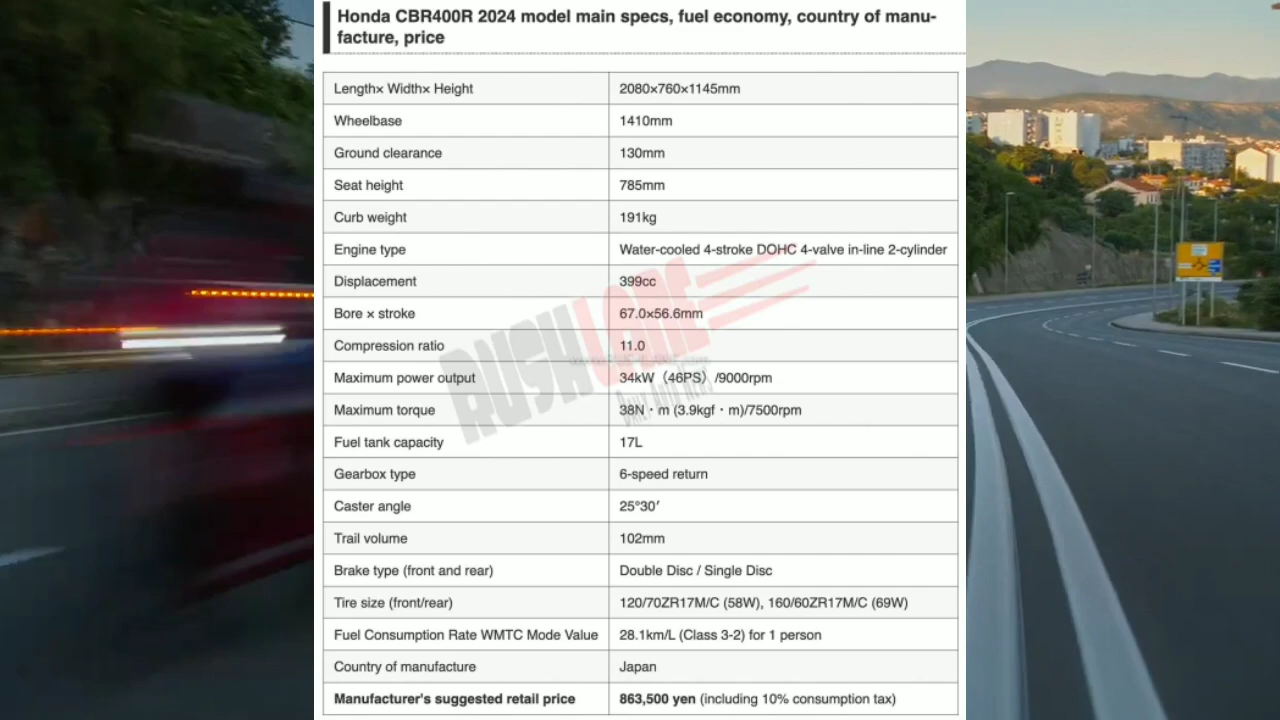 Honda CBR400R 2024 model main specs, fuel economy, country of manu-
facture, price
Length× Width× Height 2080×760×1145mm
Wheelbase 1410mm
Ground clearance 130mm
Seat height 785mm
Curb weight 191kg
Engine type Water-cooled 4-stroke DOHC 4-valve in-line 2-cylinder
Displacement 399cc
Bore × stroke 67.0×56.6mm
Compression ratio 11.0
Maximum power output 34kW（46PS）/9000rpm
Maximum torque 38N・m (3.9kgf・m)/7500rpm
Fuel tank capacity 17L
Gearbox type 6-speed return
Caster angle 25°30′
Trail volume 102mm
Brake type (front and rear) Double Disc / Single Disc
Tire size (front/rear) 120/70ZR17M/C (58W), 160/60ZR17M/C (69W)
Fuel Consumption Rate WMTC Mode Value 28.1km/L (Class 3-2) for 1 person
Country of manufacture Japan
Manufacturer's suggested retail price 863,500 yen (including 10% consumption tax)
RUSHLANE
Daily Auto News